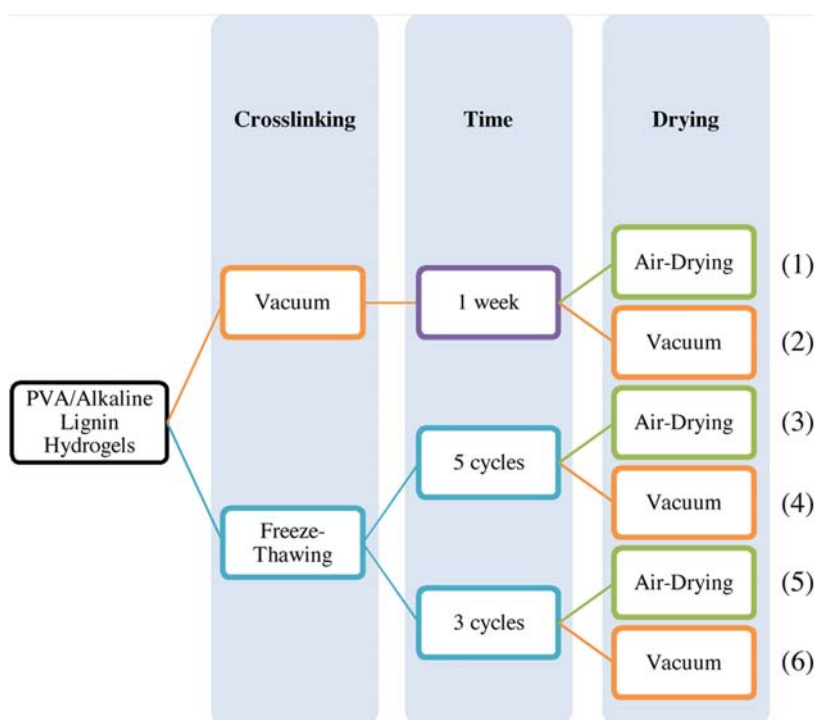 Crosslinking
Time
Drying
PVA/Alkaline
Lignin
Hydrogels
Vacuum
1 week
Air-Drying
(1)
Vacuum
(2)
Freeze-
Thawing
5 cycles
Air-Drying
(3)
Vacuum
(4)
3 cycles
Air-Drying
(5)
Vacuum
(6)